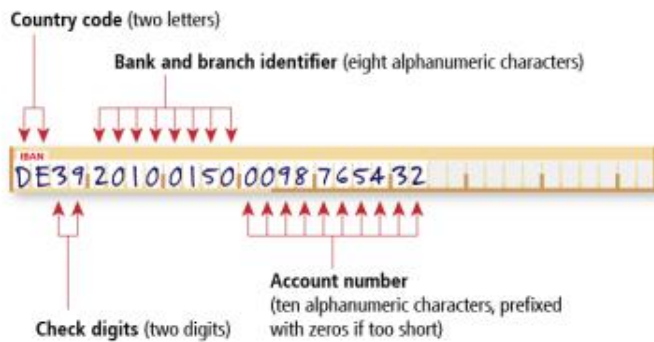 Country code (two letters)
Bank and branch identifier (eight alphanumeric characters)
IBAN
DE39 2010 0150 0098 7654 32
Account number
(ten alphanumeric characters, prefixed
with zeros if too short)
Check digits (two digits)